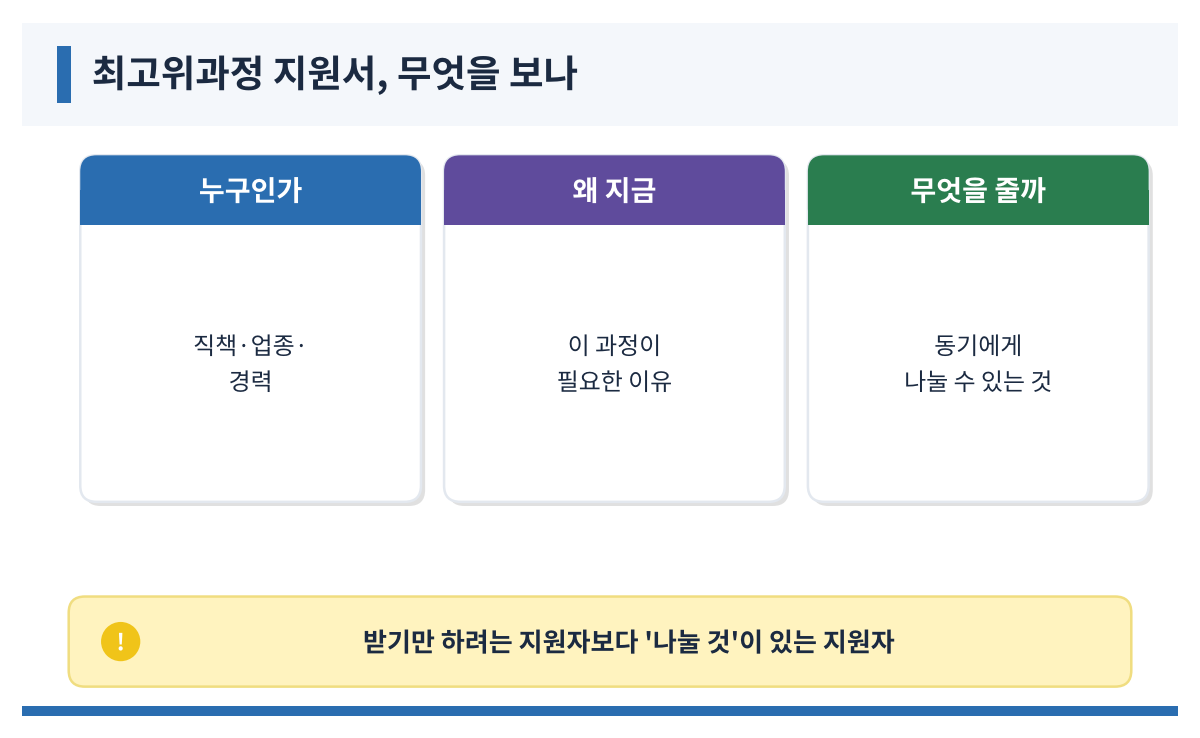 최고위과정 지원서, 무엇을 보나
누구인가
직책·업종·
경력
왜 지금
이 과정이
필요한 이유
무엇을 줄까
동기에게
나눌 수 있는 것
!
받기만 하려는 지원자보다 '나눌 것'이 있는 지원자